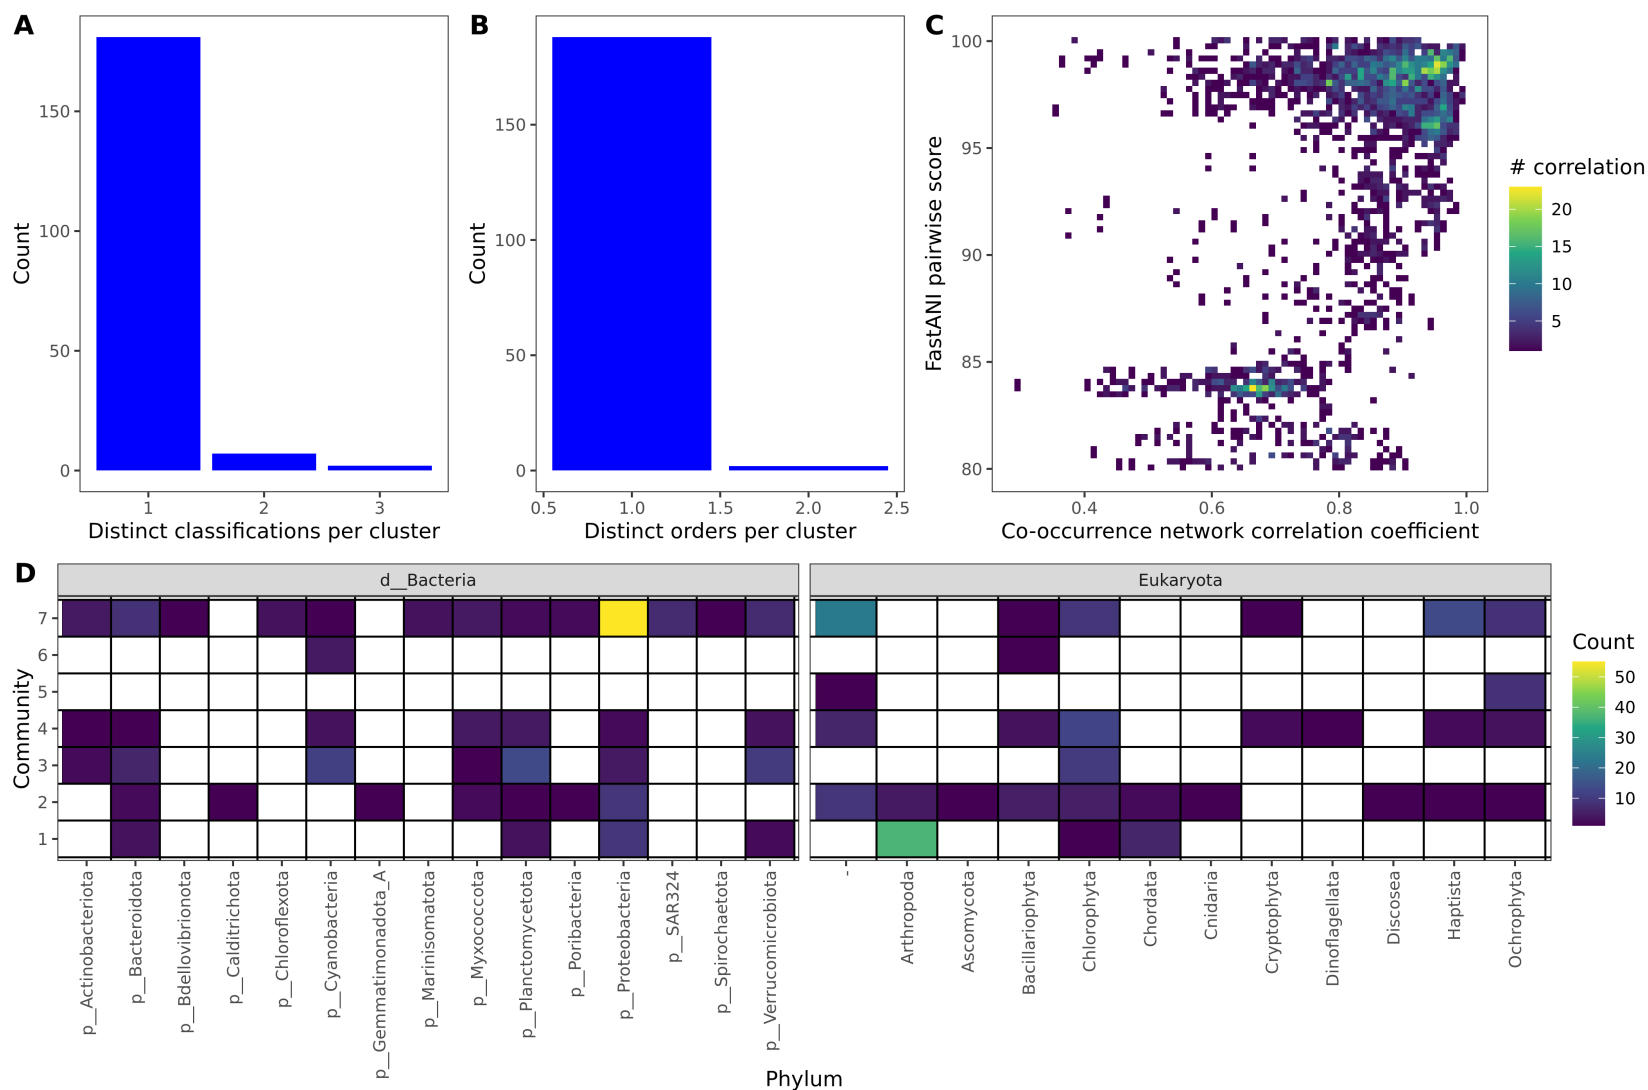 A
Count
150
100
50
0
1 2 3
Distinct classifications per cluster
B
Count
150
100
50
0
0.5 1.0 1.5 2.0 2.5
Distinct orders per cluster
C
FastANI pairwise score
100
95
90
85
80
0.4 0.6 0.8 1.0
Co-occurrence network correlation coefficient
# correlation
20
15
10
5
D
d__Bacteria
Eukaryota
Community
7
6
5
4
3
2
1
p__Actinobacteriota
p__Bacteroidota
p__Bdellovibrionota
p__Calditrichota
p__Chloroflexota
p__Cyanobacteria
p__Gemmatimonadota_A
p__Marinisomatota
p__Myxococcota
p__Planctomycetota
p__Poribacteria
p__Proteobacteria
p__SAR324
p__Spirochaetota
p__Verrucomicrobiota
-
Arthropoda
Ascomycota
Bacillariophyta
Chlorophyta
Chordata
Cnidaria
Cryptophyta
Dinoflagellata
Discosea
Haptista
Ochrophyta
Phylum
Count
50
40
30
20
10